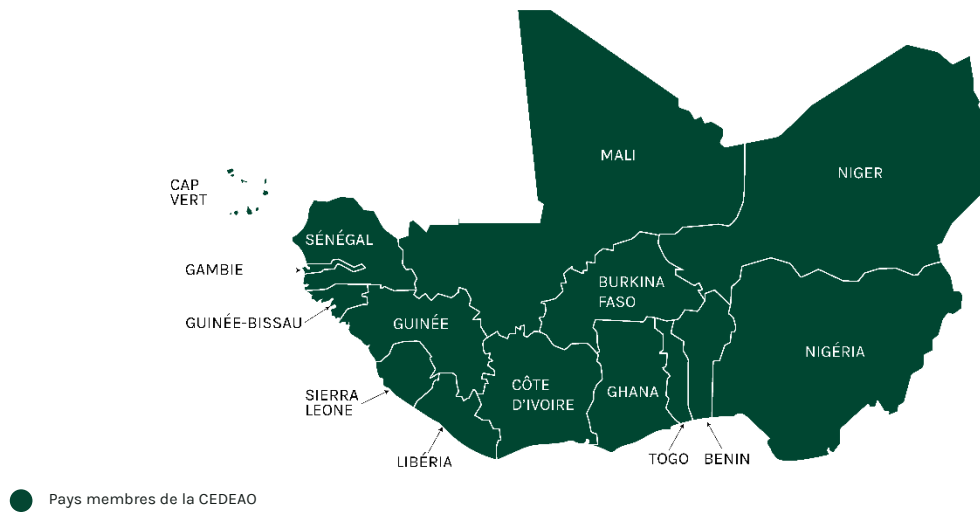 MALI
NIGER
CAP
VERT
SÉNÉGAL
GAMBIE
BURKINA
FASO
GUINÉE-BISSAU
GUINÉE
NIGÉRIA
CÔTE
D'IVOIRE
GHANA
SIERRA
LEONE
LIBÉRIA
TOGO
BENIN
Pays membres de la CEDEAO